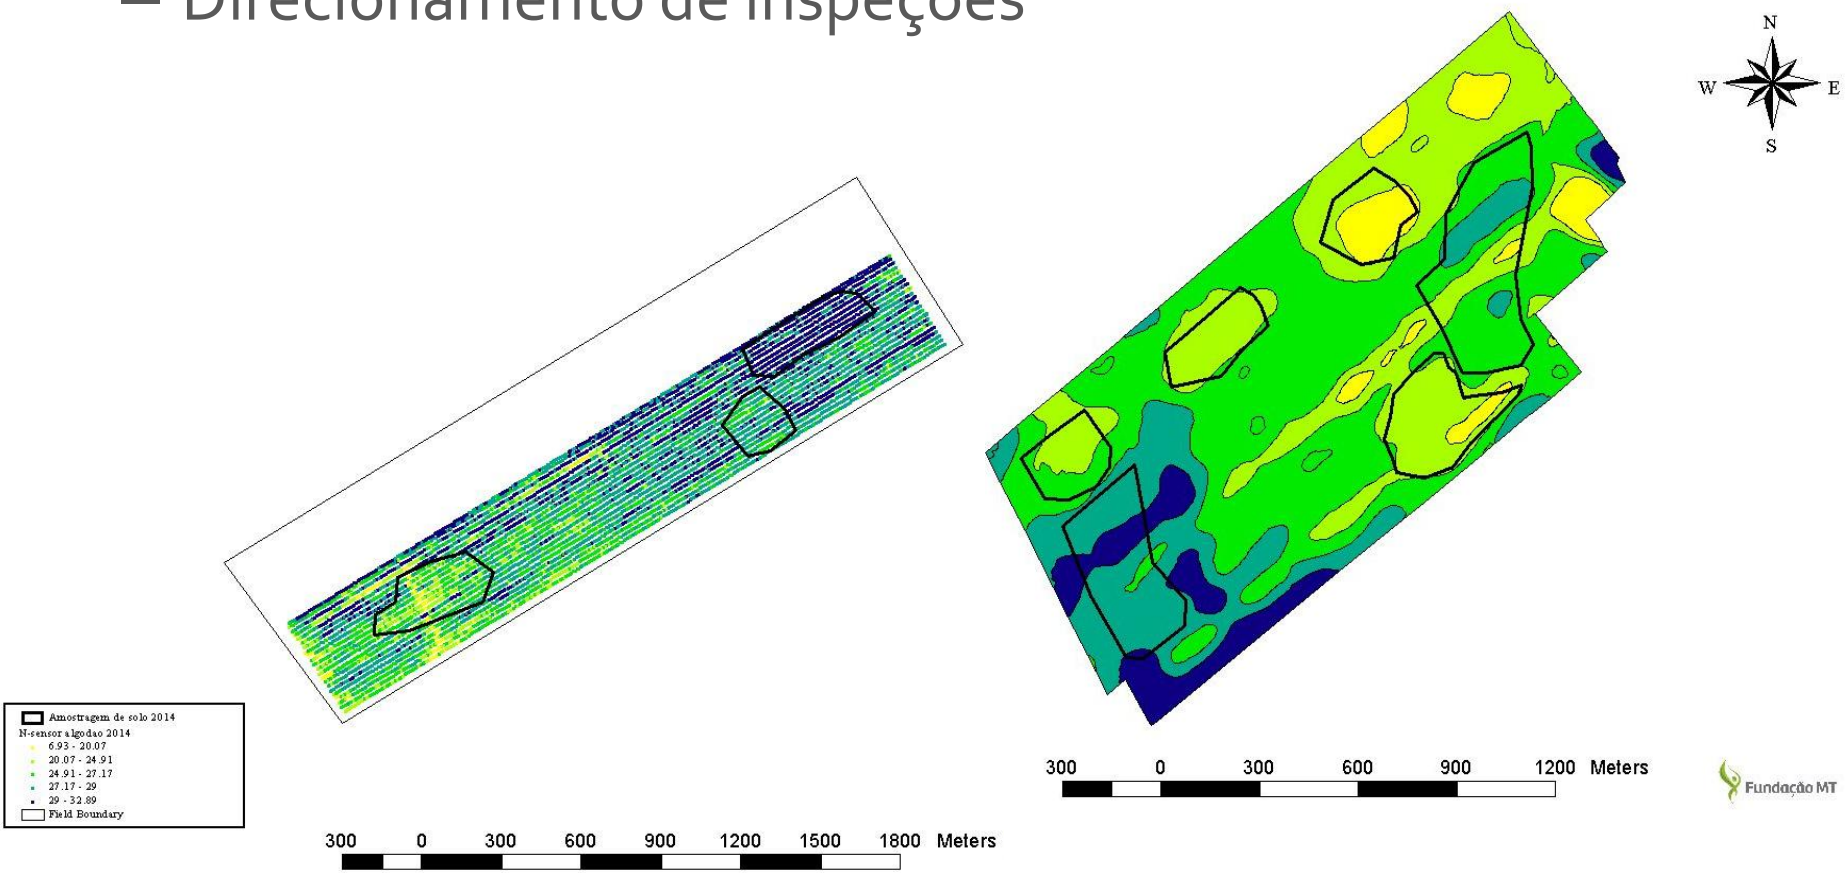 – Direcionamento de inspeções
N
W E
S
Amostragem de solo 2014
N-sensor algodao 2014
6.93 - 20.07
20.07 - 24.91
24.91 - 27.17
27.17 - 29
29 - 32.89
Field Boundary
300 0 300 600 900 1200 Meters
Fundação MT
300 0 300 600 900 1200 1500 1800 Meters